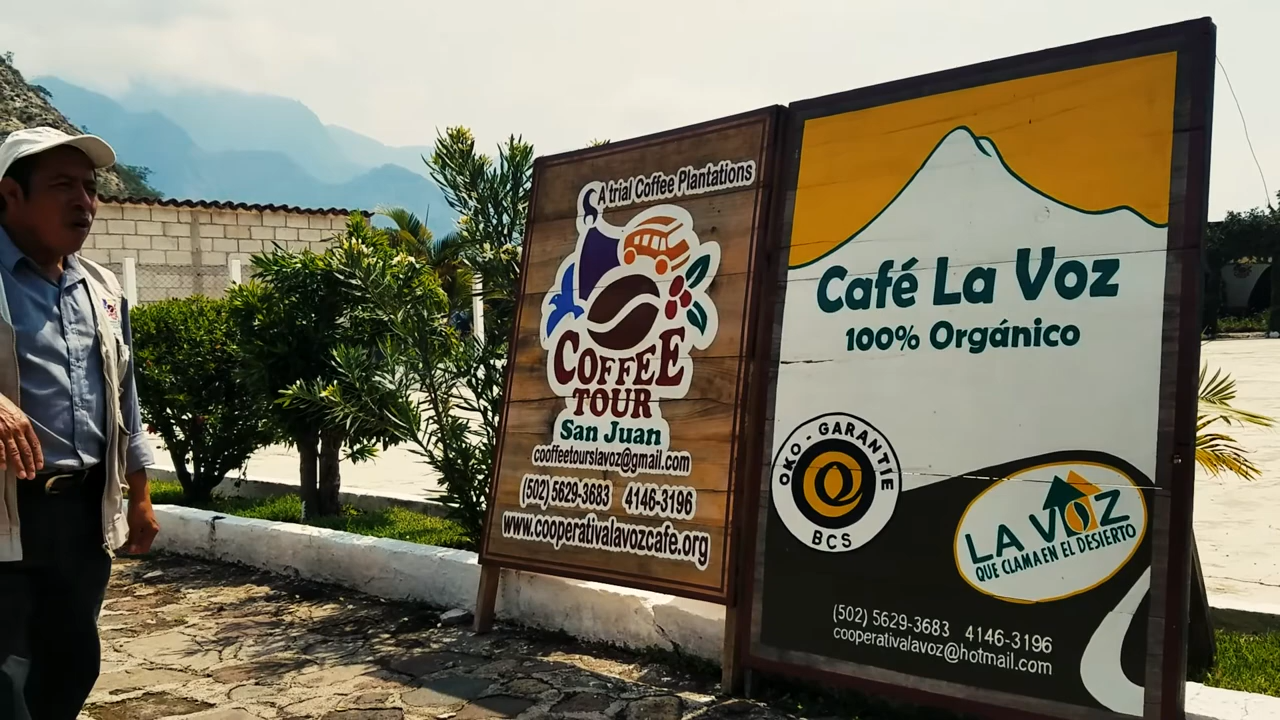 A trial Coffee Plantations
COFFEE
TOUR
San Juan
cooffeetourslavoz@gmail.com
(502) 5629-3683 4146-3196
www.cooperativalavozcafe.org
Café La Voz
100% Orgánico
OKO - GARANTIE
BCS
LA VOZ
QUE CLAMA EN EL DESIERTO
(502) 5629-3683 4146-3196
cooperativalavoz@hotmail.com